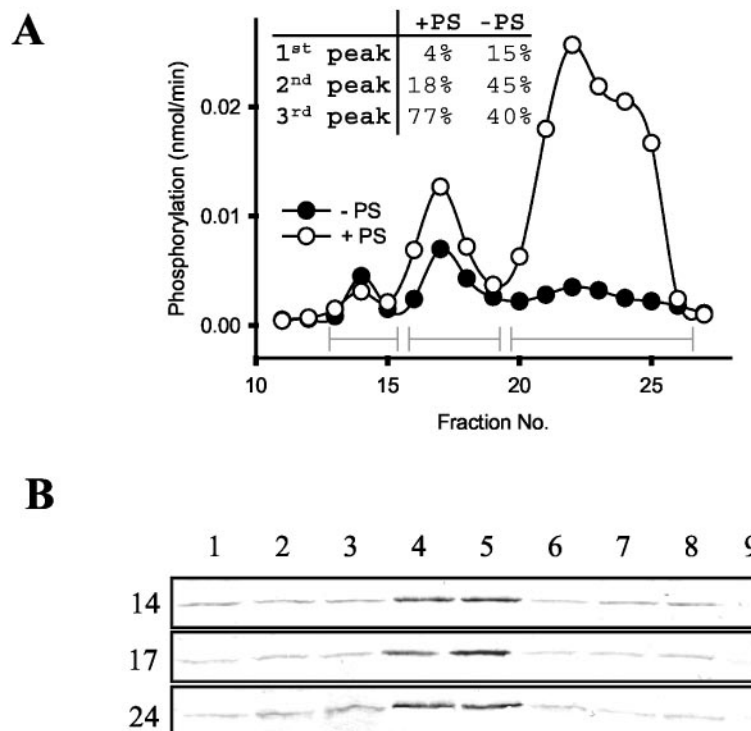 A
+PS -PS
1st peak 4% 15%
2nd peak 18% 45%
3rd peak 77% 40%
Phosphorylation (nmol/min)
0.02
0.01
0.00
- PS
+ PS
10 15 20 25
Fraction No.
B
1 2 3 4 5 6 7 8 9
14
17
24